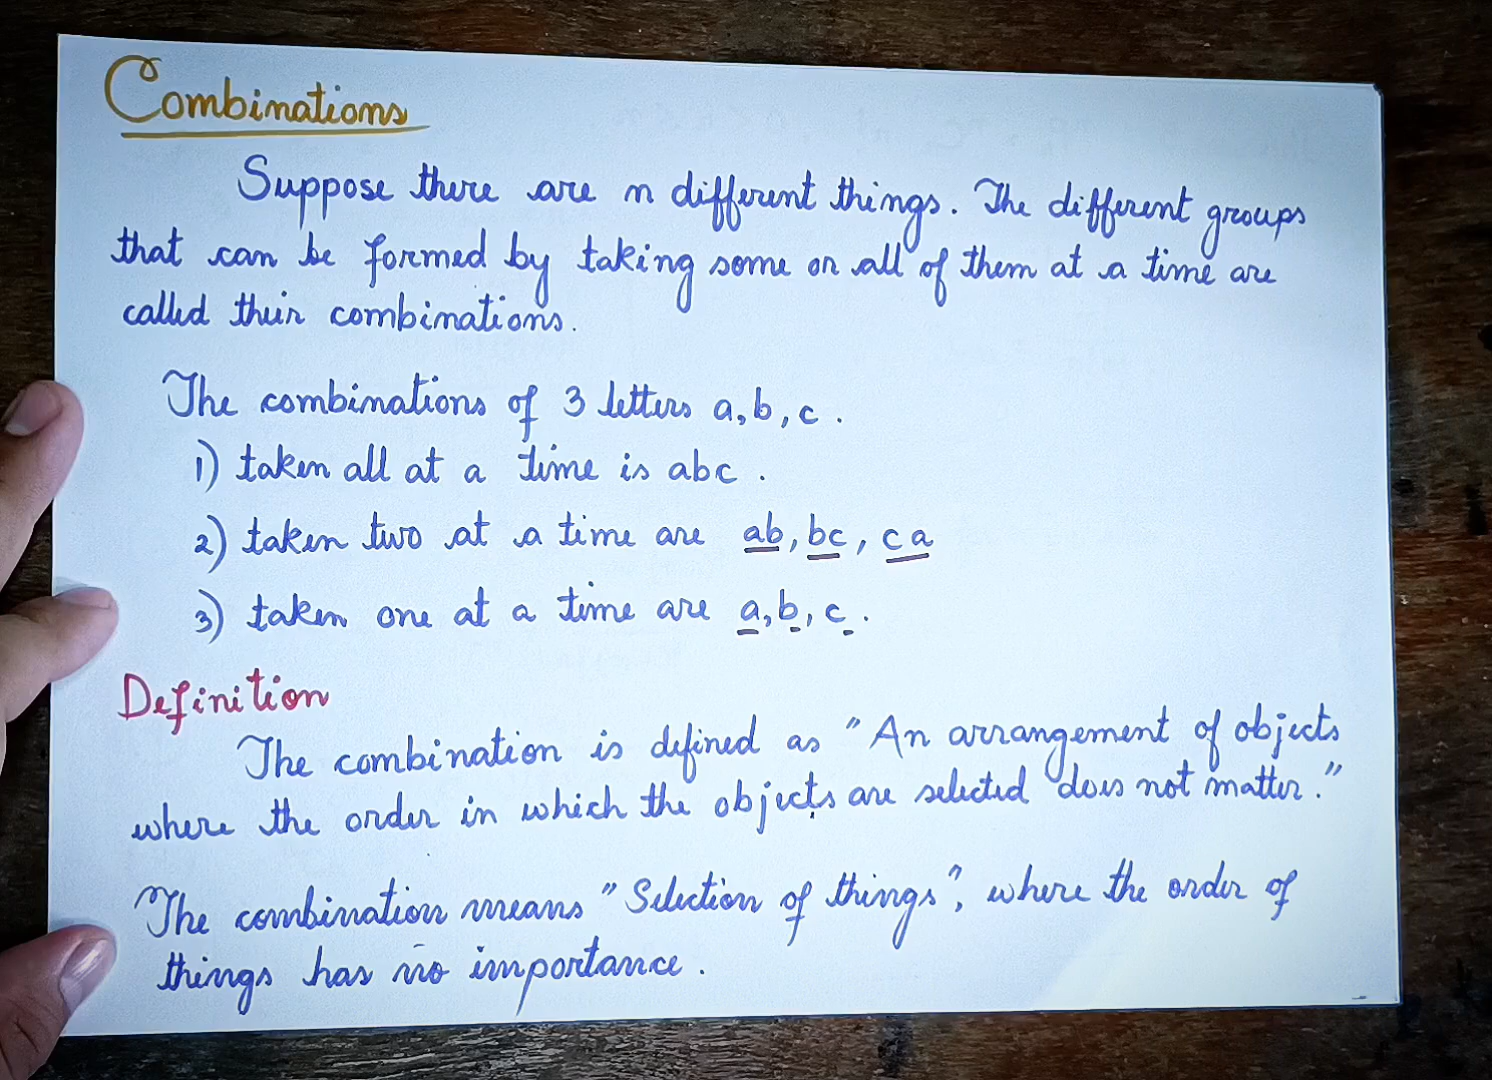 Combinations
Suppose there are n different things. The different groups
that can be formed by taking some or all of them at a time are
called their combinations.
The combinations of 3 letters a, b, c.
1) taken all at a time is abc.
2) taken two at a time are ab, bc, ca
3) taken one at a time are a, b, c.
Definition
The combination is defined as "An arrangement of objects
where the order in which the objects are selected does not matter."
The combination means "Selection of things", where the order of
things has no importance.